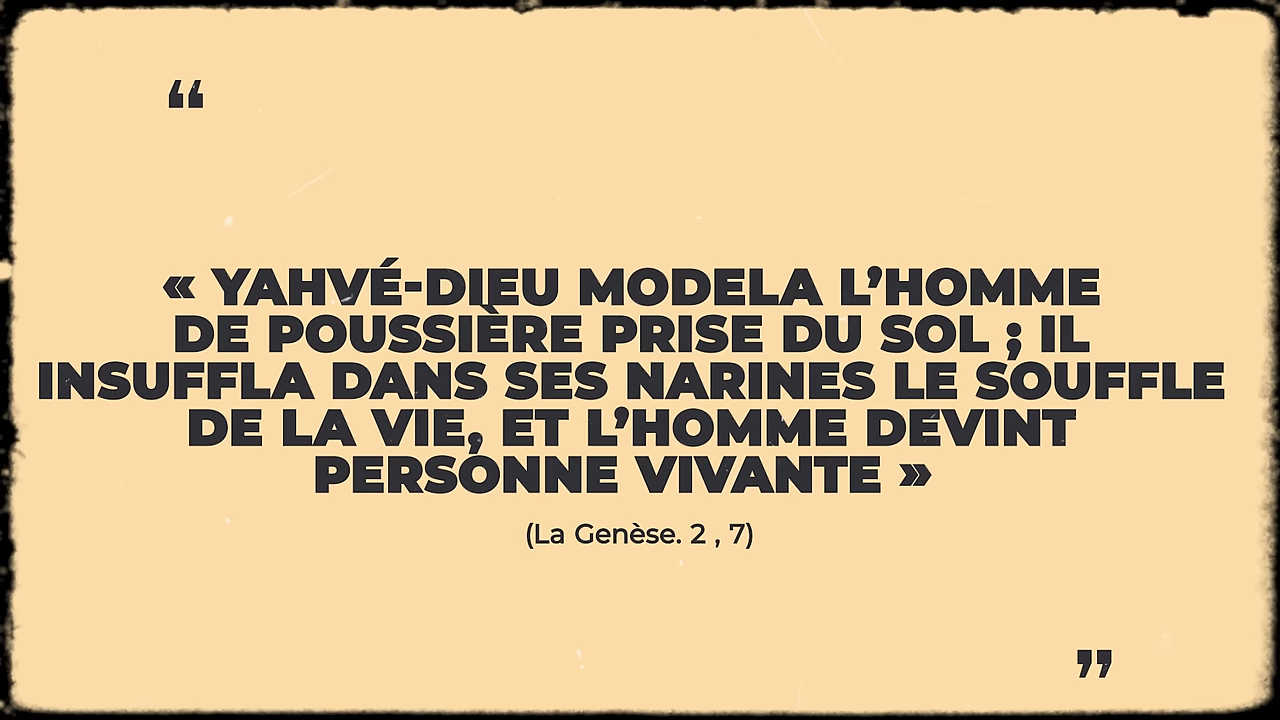 “
« YAHVÉ-DIEU MODELA L’HOMME
DE POUSSIÈRE PRISE DU SOL ; IL
INSUFFLA DANS SES NARINES LE SOUFFLE
DE LA VIE, ET L’HOMME DEVINT
PERSONNE VIVANTE »
(La Genèse. 2 , 7)
”